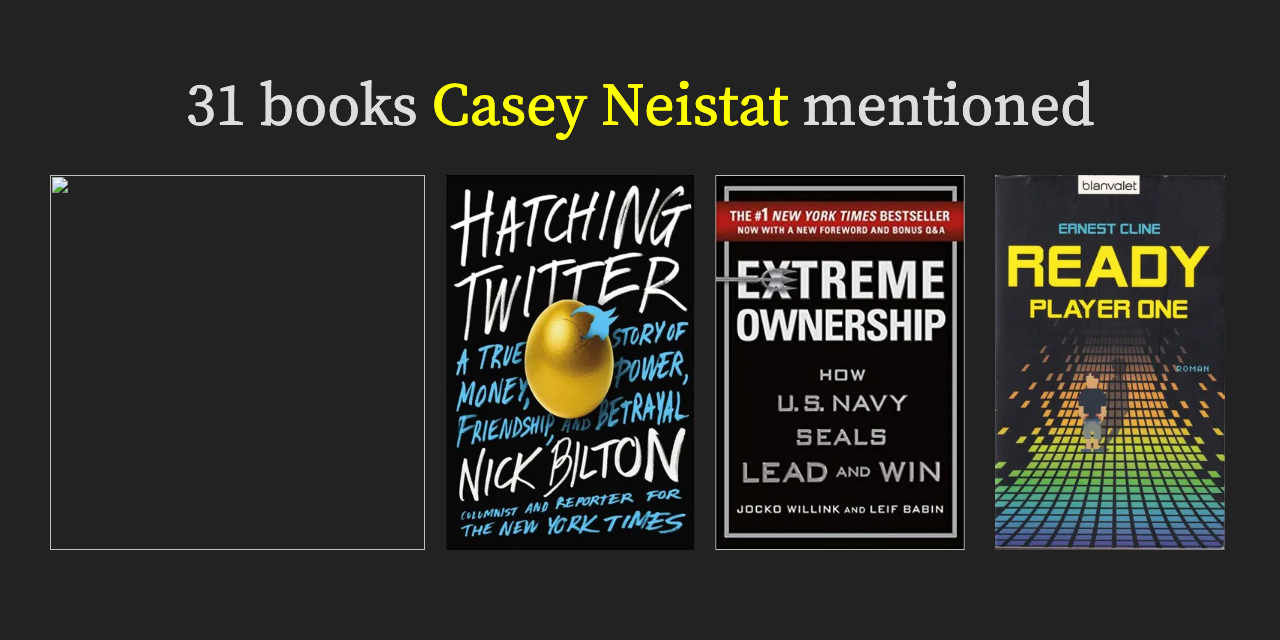 31 books Casey Neistat mentioned
HATCHING
TWITTER
A TRUE STORY OF
MONEY, POWER,
FRIENDSHIP, AND BETRAYAL
NICK BILTON
COLUMNIST AND REPORTER FOR
THE NEW YORK TIMES
THE #1 NEW YORK TIMES BESTSELLER
NOW WITH A NEW FOREWORD AND BONUS Q&A
EXTREME
OWNERSHIP
HOW
U.S. NAVY
SEALS
LEAD AND WIN
JOCKO WILLINK AND LEIF BABIN
blanvalet
ERNEST CLINE
READY
PLAYER ONE
ROMAN